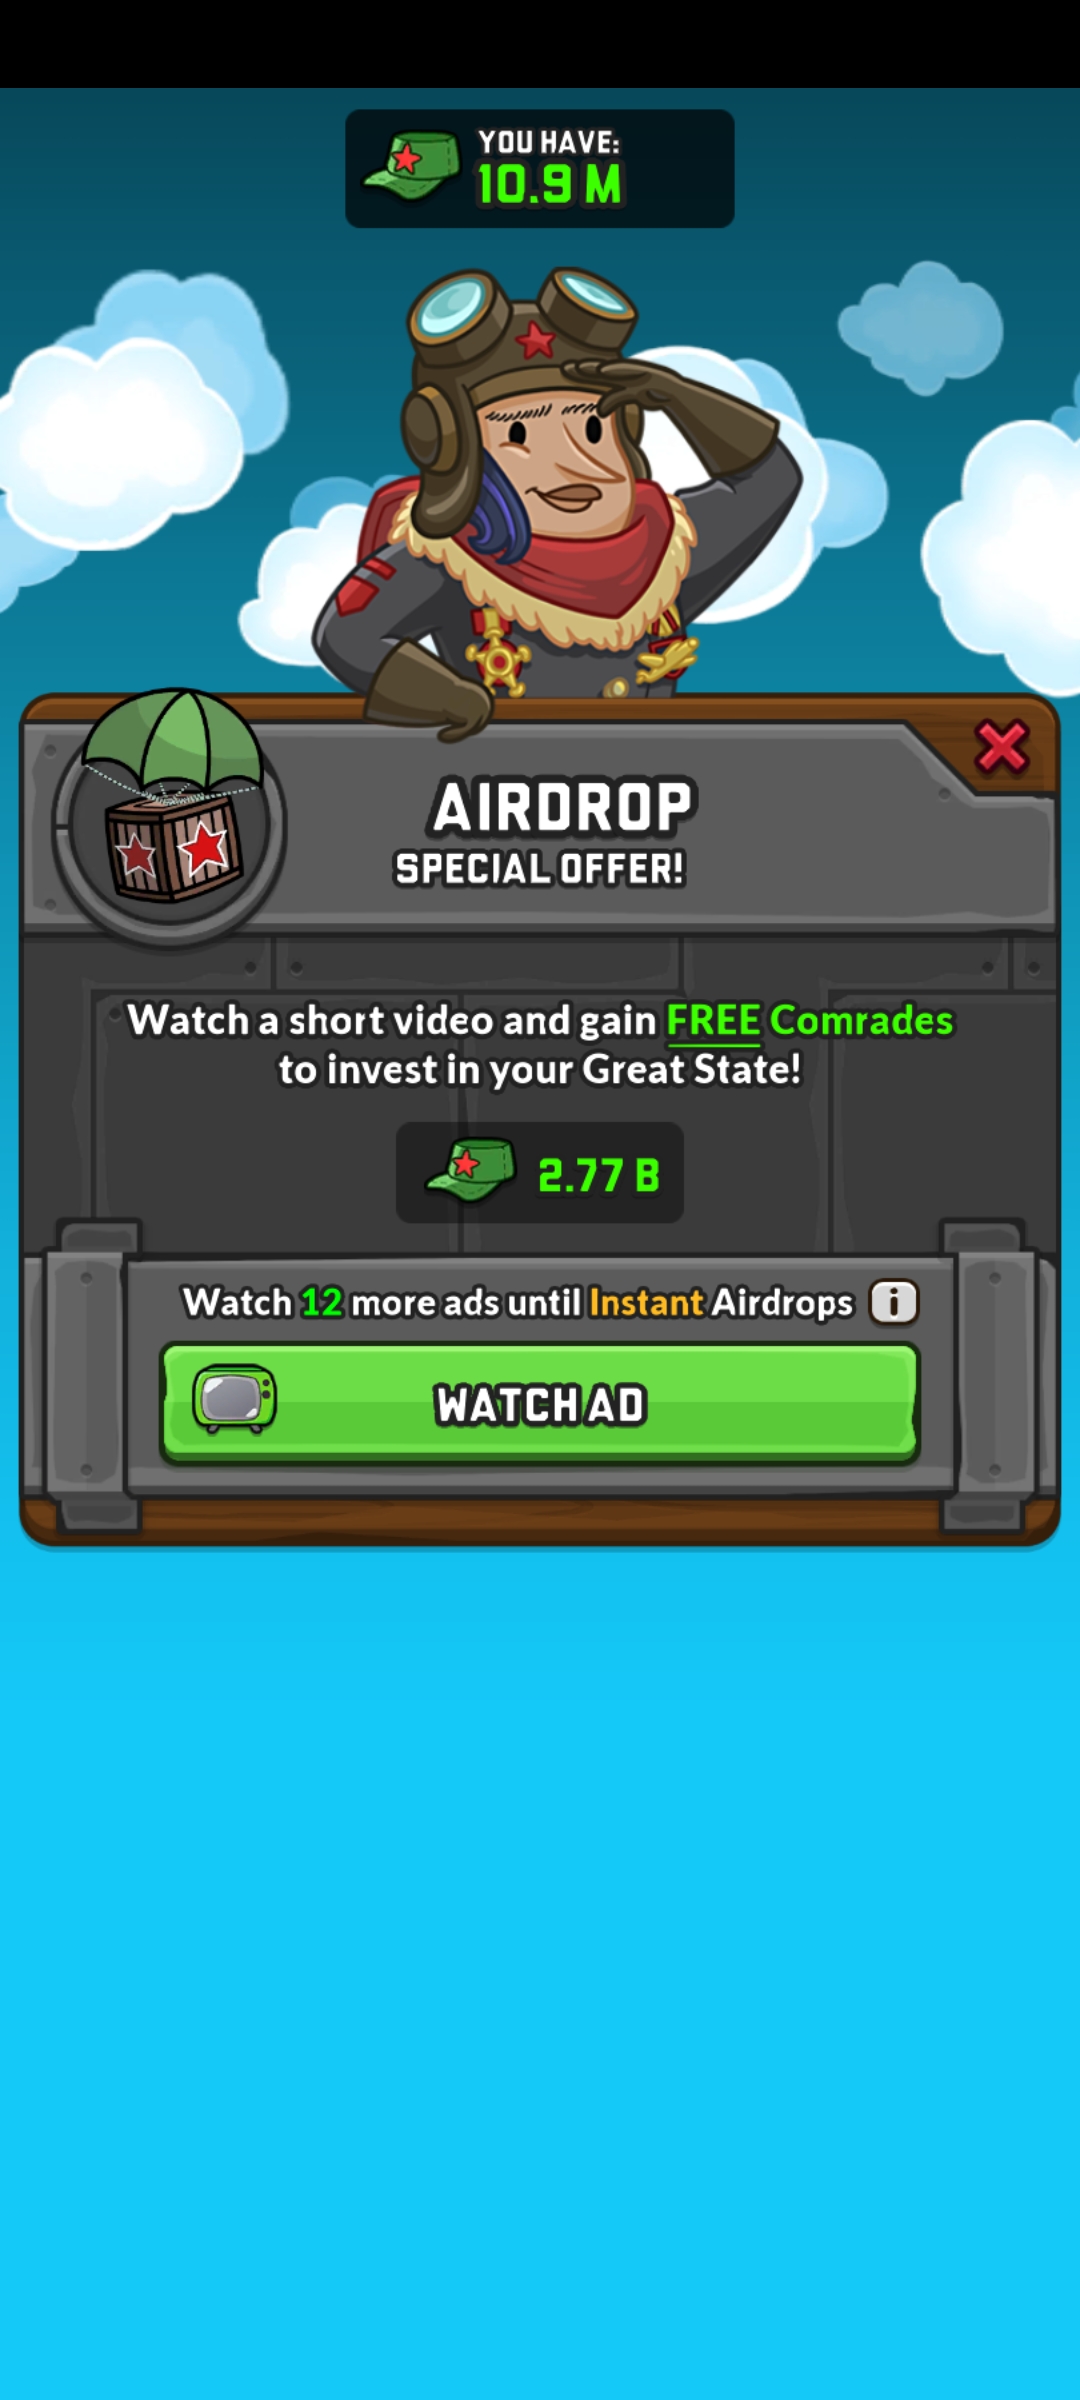 YOU HAVE:
10.9 M
AIRDROP
SPECIAL OFFER!
Watch a short video and gain FREE Comrades
to invest in your Great State!
2.77 B
Watch 12 more ads until Instant Airdrops i
WATCH AD